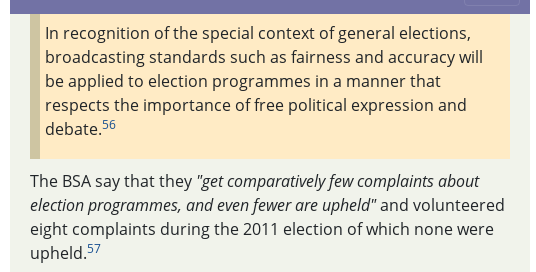 In recognition of the special context of general elections,
broadcasting standards such as fairness and accuracy will
be applied to election programmes in a manner that
respects the importance of free political expression and
debate.56
The BSA say that they "get comparatively few complaints about
election programmes, and even fewer are upheld" and volunteered
eight complaints during the 2011 election of which none were
upheld.57